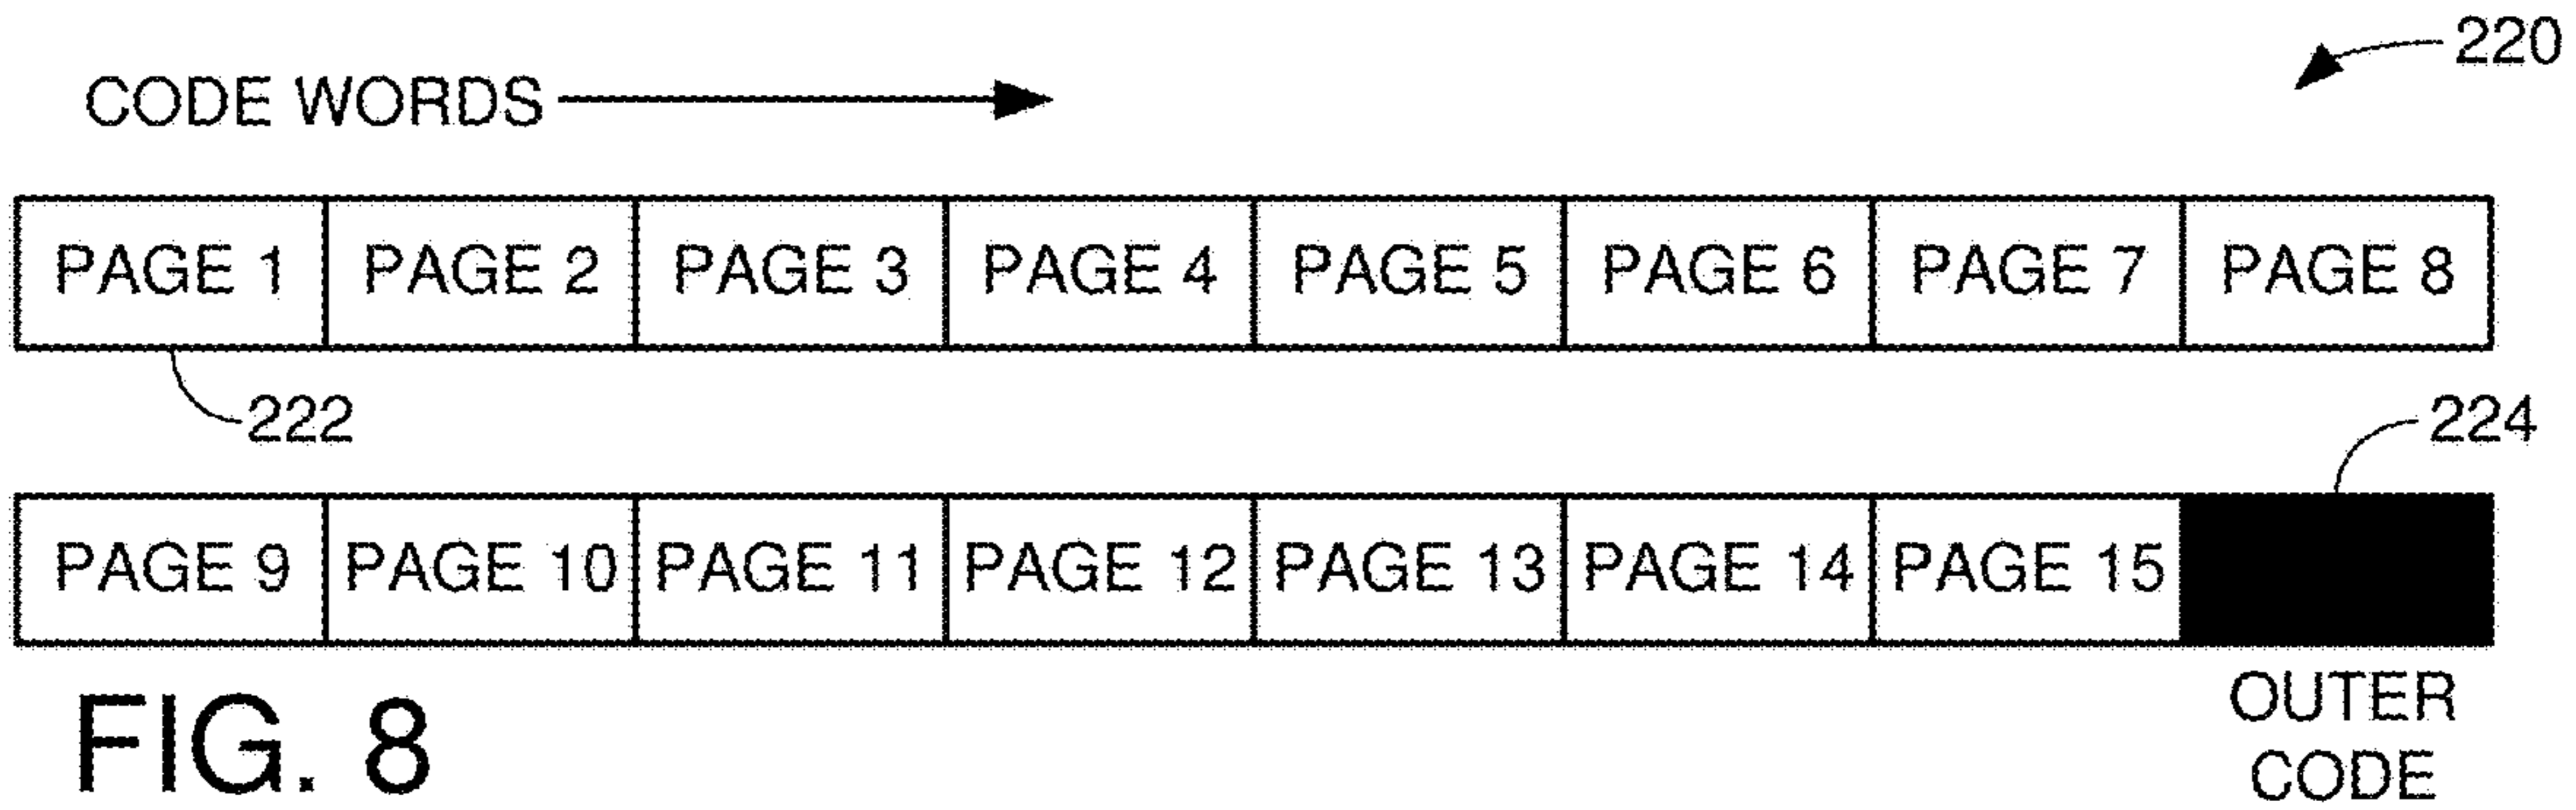 220
CODE WORDS
PAGE 1 PAGE 2 PAGE 3 PAGE 4 PAGE 5 PAGE 6 PAGE 7 PAGE 8
222
224
PAGE 9 PAGE 10 PAGE 11 PAGE 12 PAGE 13 PAGE 14 PAGE 15
OUTER
CODE
FIG. 8